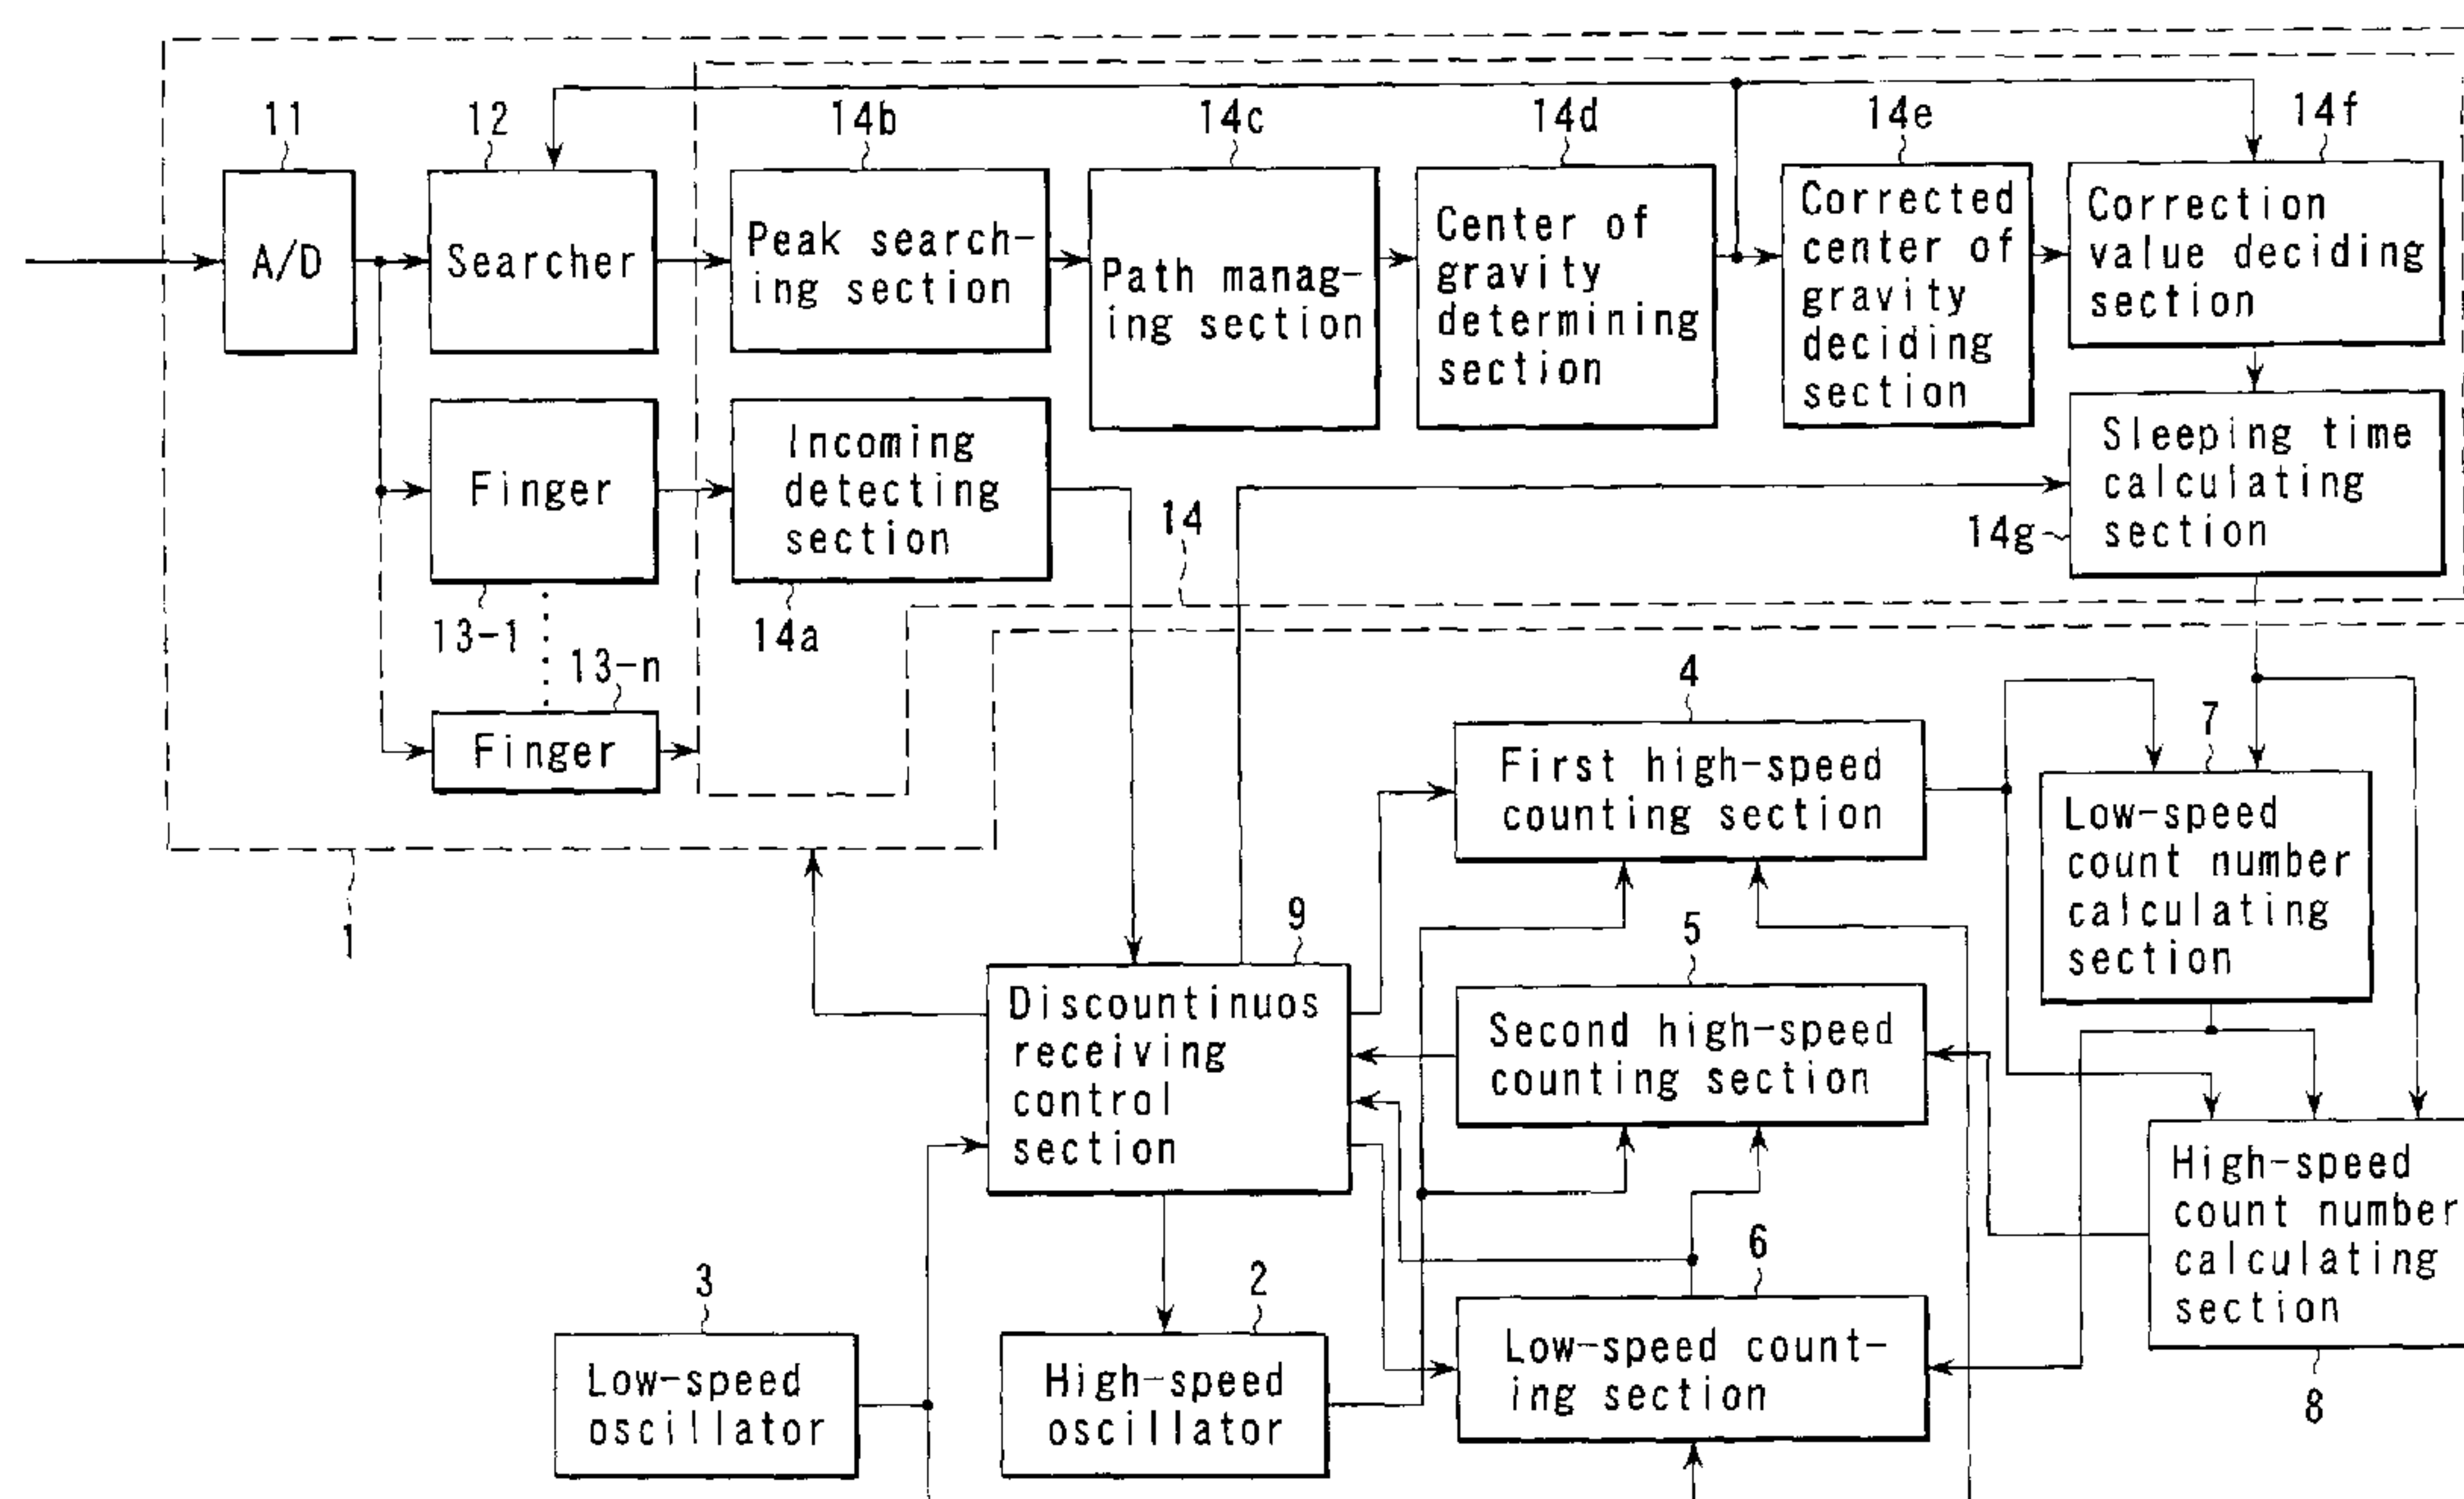 11
12
14b
14c
14d
14e
14f
A/D
Searcher
Peak search-
ing section
Path manag-
ing section
Center of
gravity
determining
section
Corrected
center of
gravity
deciding
section
Correction
value deciding
section
Finger
Incoming
detecting
section
14
Sleeping time
calculating
section
14g
13-1
14a
13-n
Finger
1
4
First high-speed
counting section
7
Low-speed
count number
calculating
section
9
Discountinuos
receiving
control
section
5
Second high-speed
counting section
High-speed
count number
calculating
section
8
3
Low-speed
oscillator
2
High-speed
oscillator
6
Low-speed count-
ing section